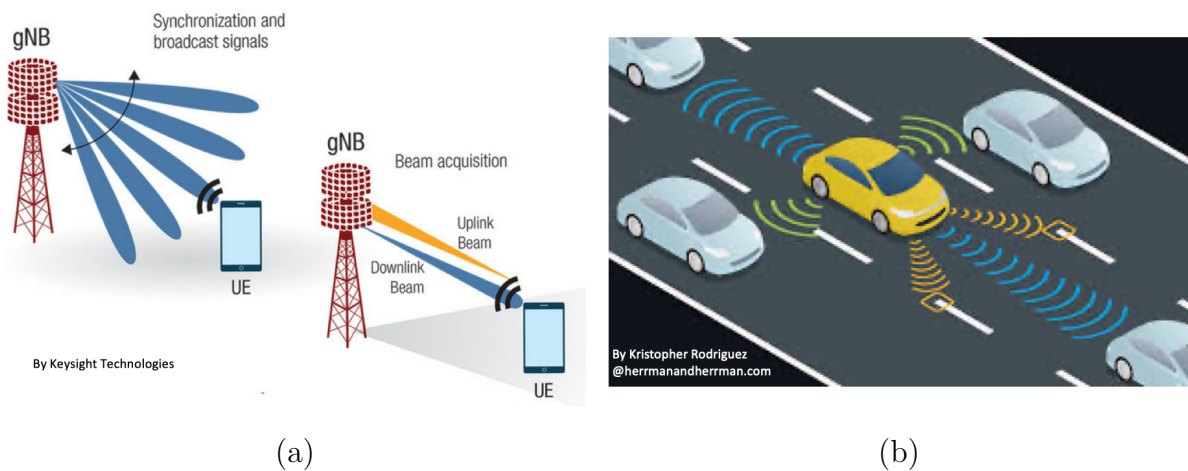 gNB
Synchronization and
broadcast signals
UE
By Keysight Technologies
gNB
Beam acquisition
Uplink
Beam
Downlink
Beam
UE
By Kristopher Rodriguez
@herrmanandherrman.com
(a)
(b)